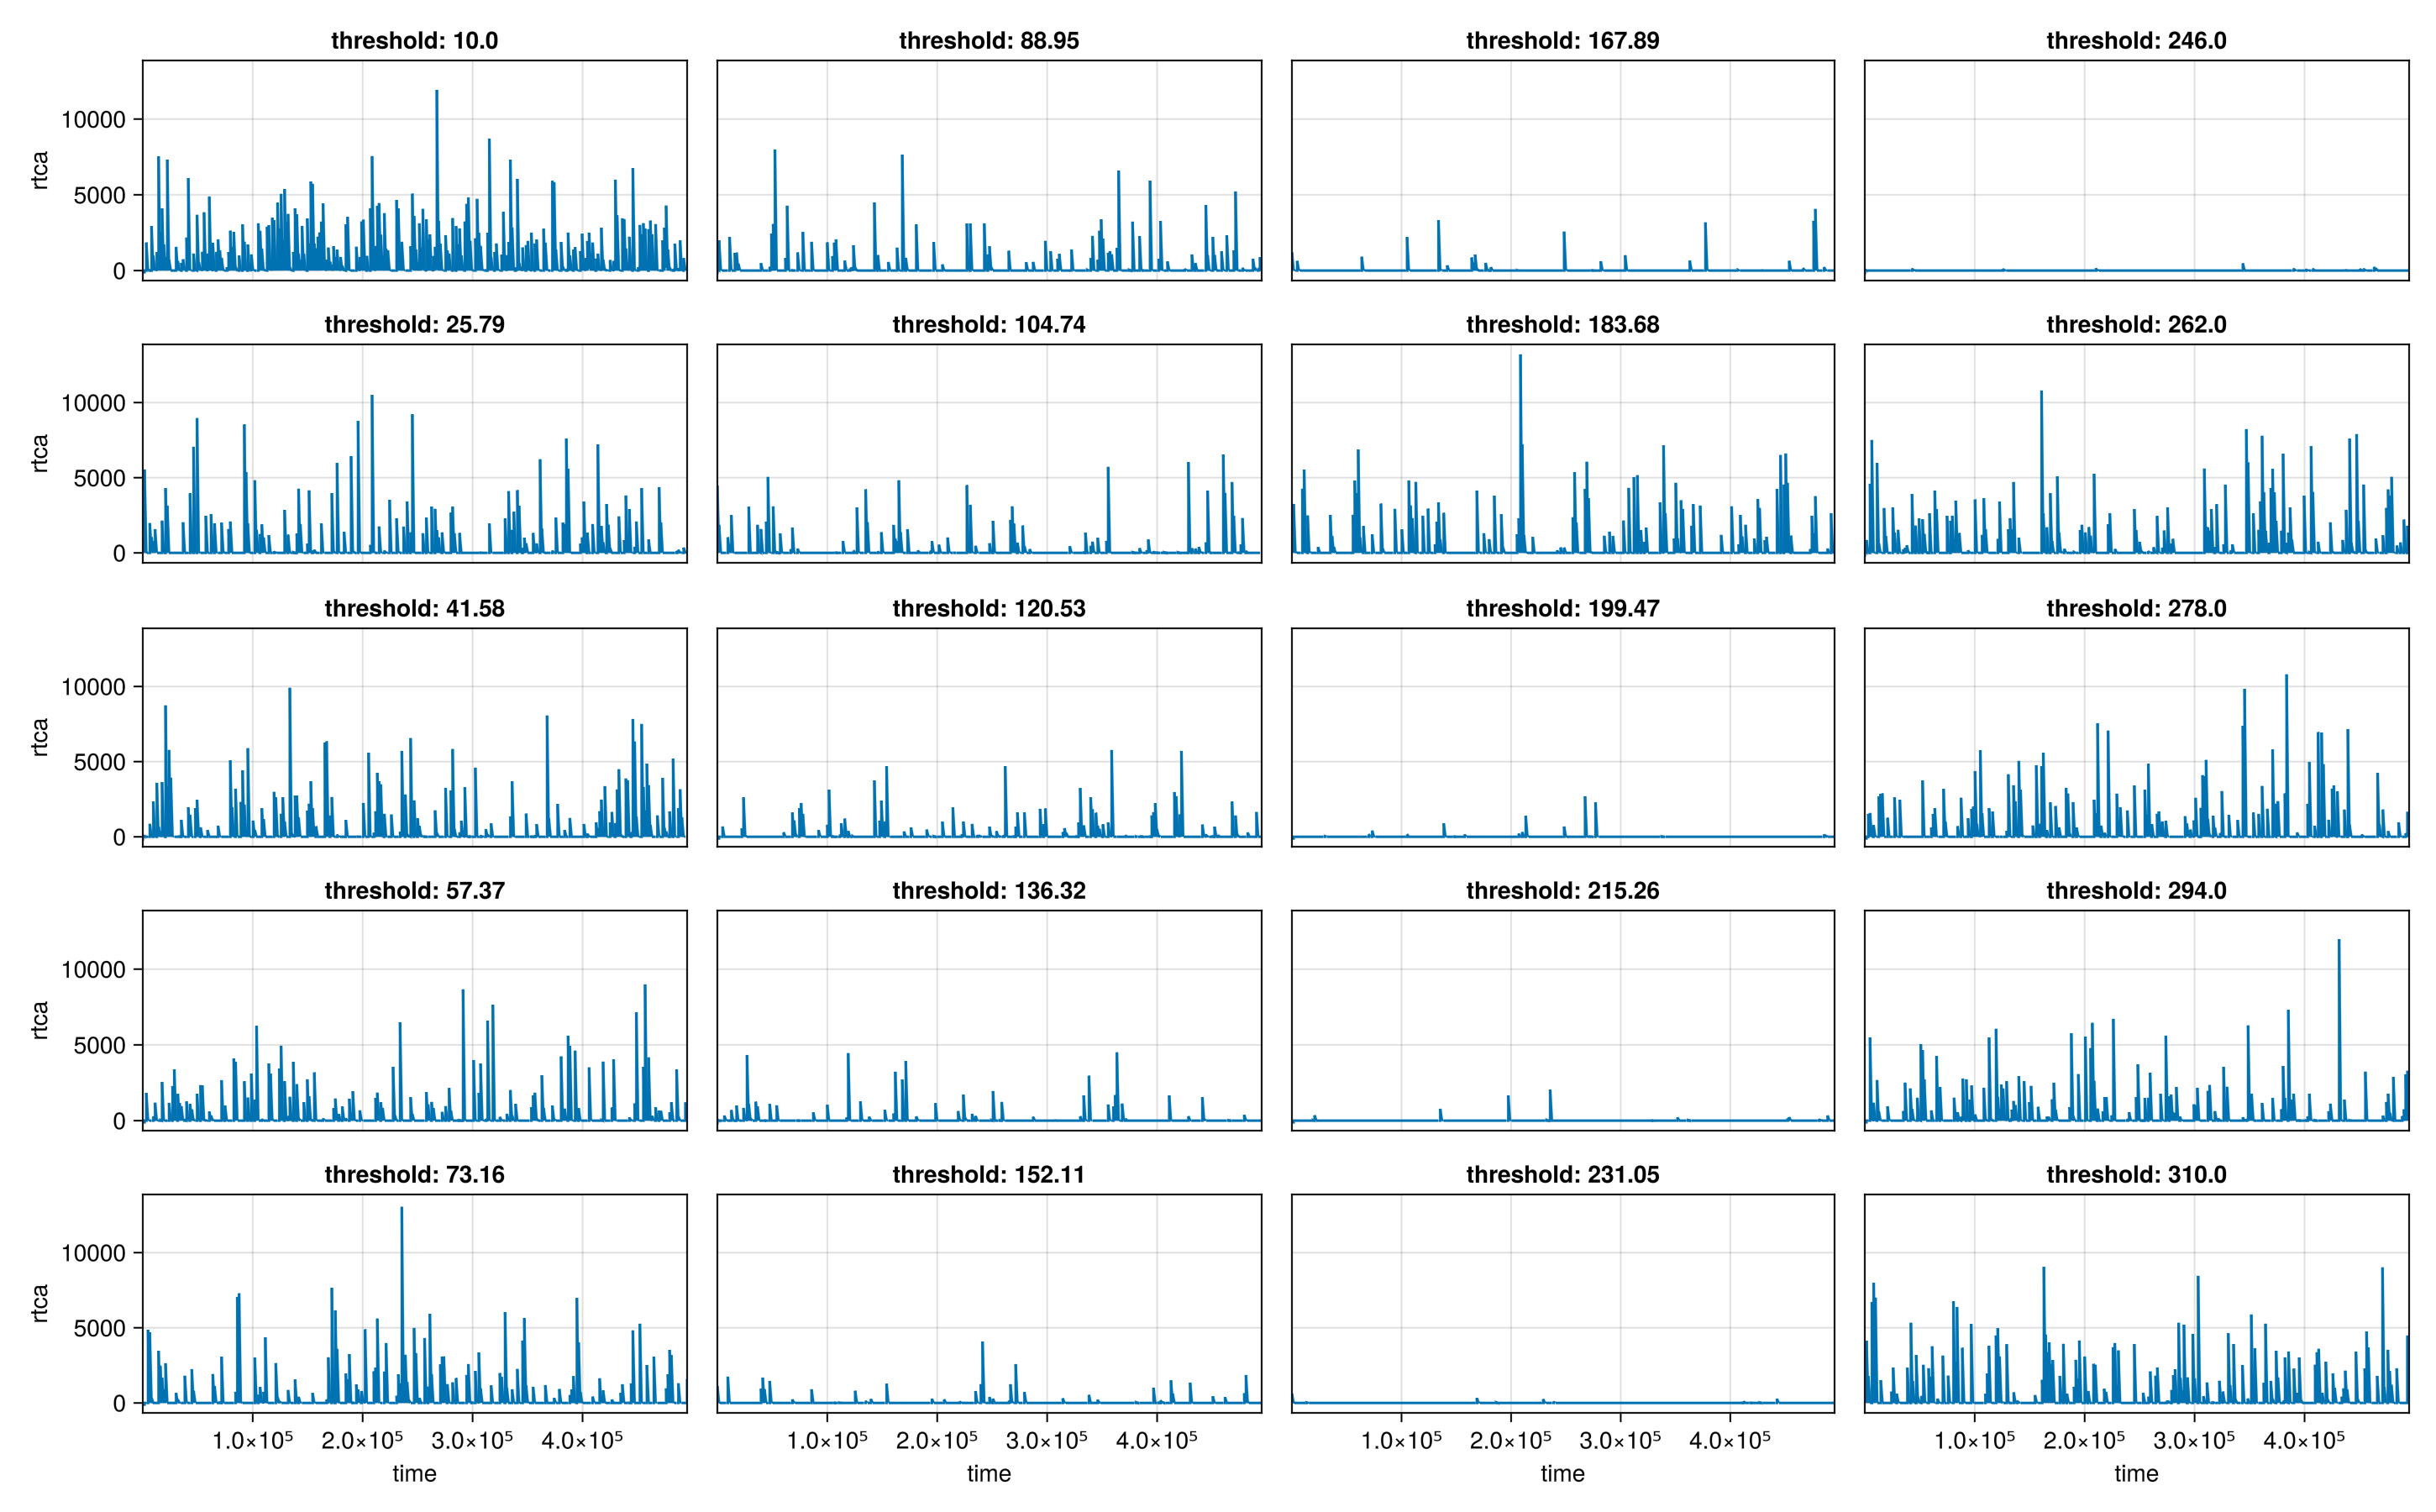 threshold: 10.0
threshold: 88.95
threshold: 167.89
threshold: 246.0
rtca
10000
5000
0
threshold: 25.79
threshold: 104.74
threshold: 183.68
threshold: 262.0
rtca
10000
5000
0
threshold: 41.58
threshold: 120.53
threshold: 199.47
threshold: 278.0
rtca
10000
5000
0
threshold: 57.37
threshold: 136.32
threshold: 215.26
threshold: 294.0
rtca
10000
5000
0
threshold: 73.16
threshold: 152.11
threshold: 231.05
threshold: 310.0
rtca
10000
5000
0
1.0×10⁵ 2.0×10⁵ 3.0×10⁵ 4.0×10⁵
time
1.0×10⁵ 2.0×10⁵ 3.0×10⁵ 4.0×10⁵
time
1.0×10⁵ 2.0×10⁵ 3.0×10⁵ 4.0×10⁵
time
1.0×10⁵ 2.0×10⁵ 3.0×10⁵ 4.0×10⁵
time